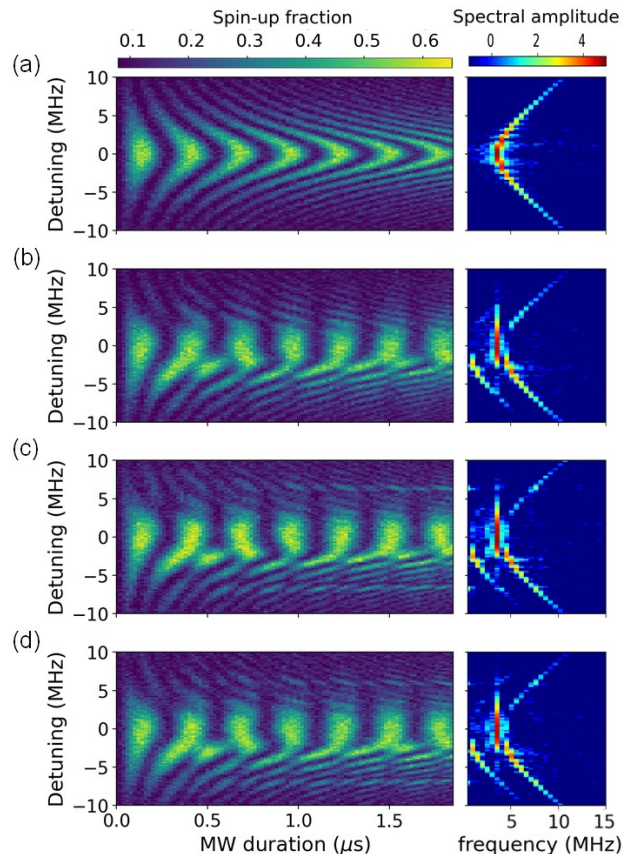 Spin-up fraction Spectral amplitude
0.1 0.2 0.3 0.4 0.5 0.6 0 2 4
(a)
10
5
0
−5
−10
Detuning (MHz)
(b)
10
5
0
−5
−10
Detuning (MHz)
(c)
10
5
0
−5
−10
Detuning (MHz)
(d)
10
5
0
−5
−10
Detuning (MHz)
0.0 0.5 1.0 1.5 5 10 15
MW duration (μs) frequency (MHz)